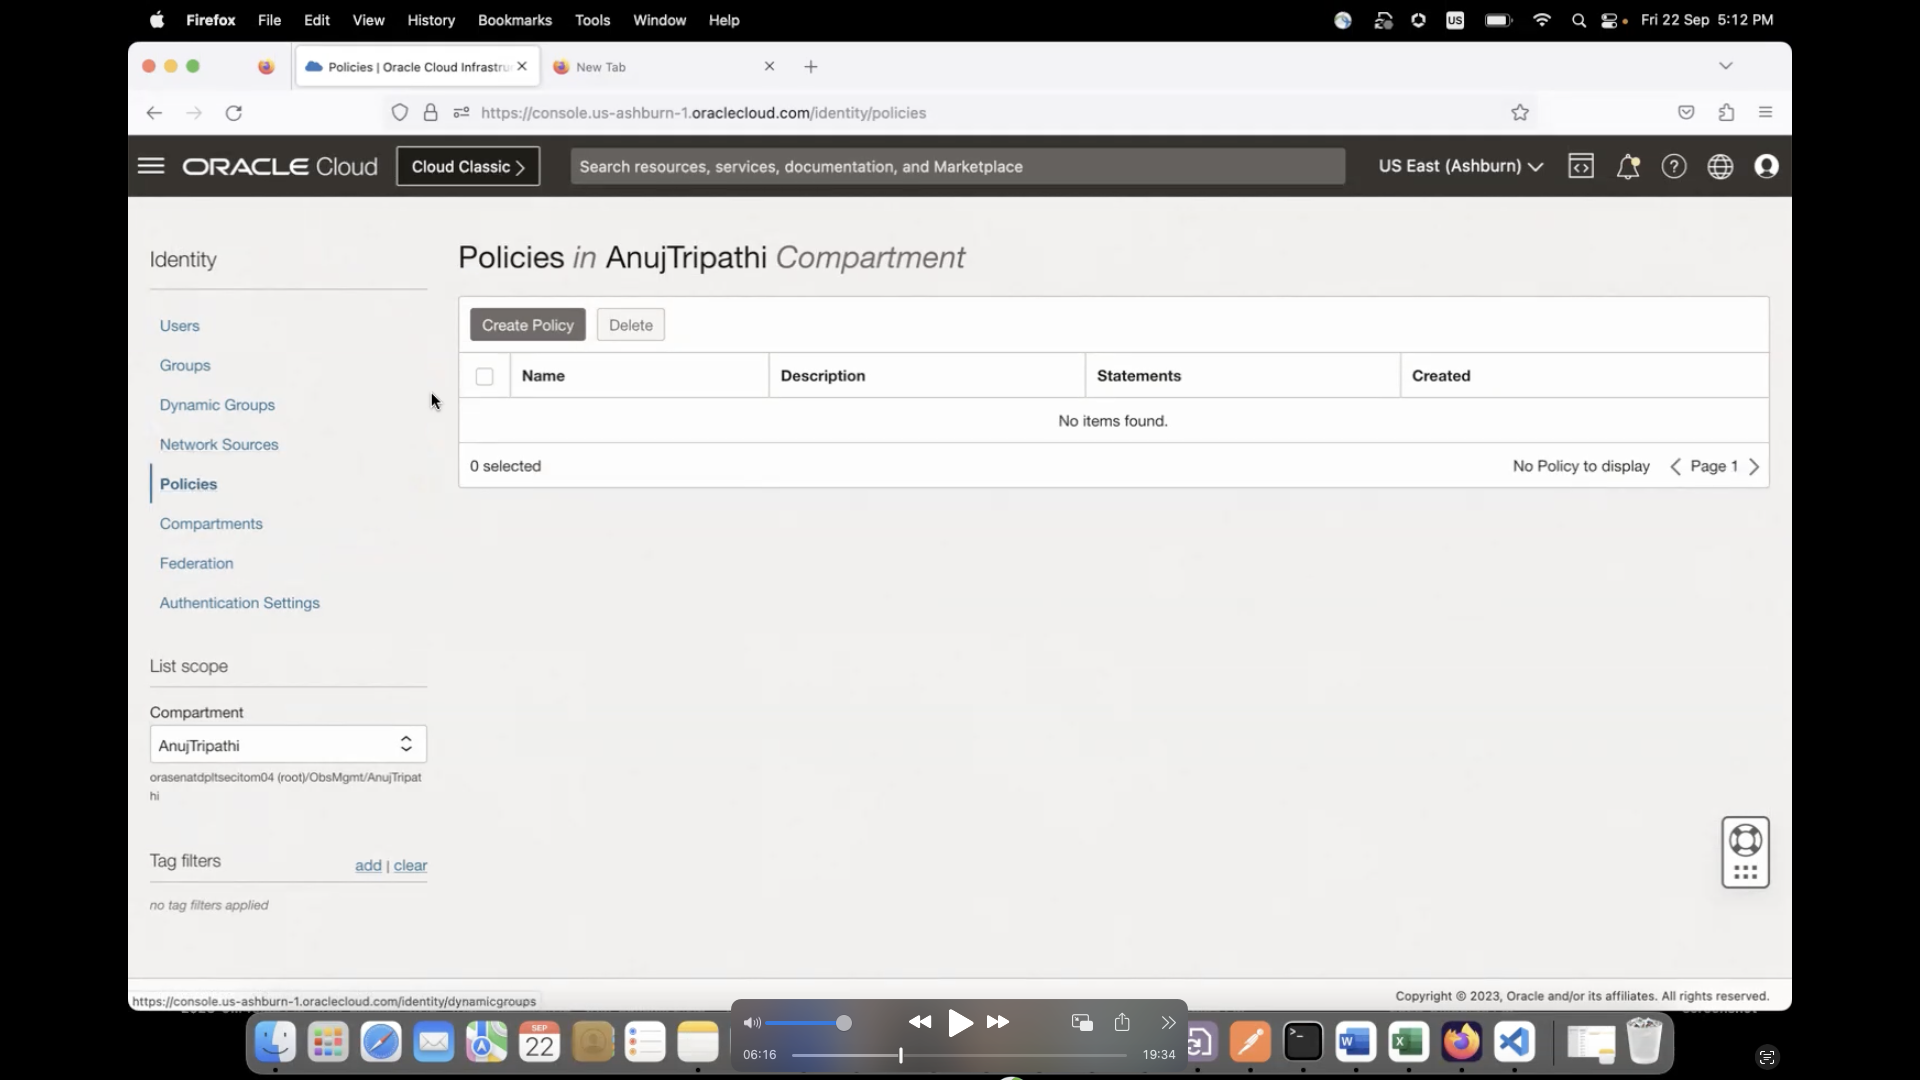 Firefox File Edit View History Bookmarks Tools Window Help
US
Fri 22 Sep 5:12 PM
Policies | Oracle Cloud Infrastru
New Tab
https://console.us-ashburn-1.oraclecloud.com/identity/policies
ORACLE Cloud
Cloud Classic >
Search resources, services, documentation, and Marketplace
US East (Ashburn)
Identity
Users
Groups
Dynamic Groups
Network Sources
Policies
Compartments
Federation
Authentication Settings
List scope
Compartment
AnujTripathi
orasenatdpltsecitom04 (root)/ObsMgmt/AnujTripat
hi
Tag filters
add | clear
no tag filters applied
Policies in AnujTripathi Compartment
Create Policy
Delete
Name Description Statements Created
No items found.
0 selected
No Policy to display
Page 1
https://console.us-ashburn-1.oraclecloud.com/identity/dynamicgroups
Copyright © 2023, Oracle and/or its affiliates. All rights reserved.
SEP
22
06:16
19:34